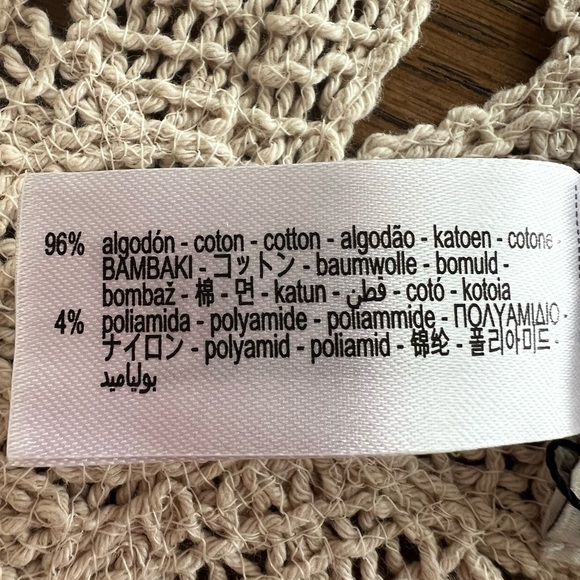 96% algodón - coton - cotton - algodão - katoen - cotone -
ΒΑΜΒΑΚΙ - コットン - baumwolle - bomuld -
bombaž - 棉 - 면 - katun - قطن - cotó - kotoia
4% poliamida - polyamide - poliammide - ΠΟΛΥΑΜΙΔΙΟ -
ナイロン - polyamid - poliamid - 锦纶 - 폴리아미드 -
بولياميد